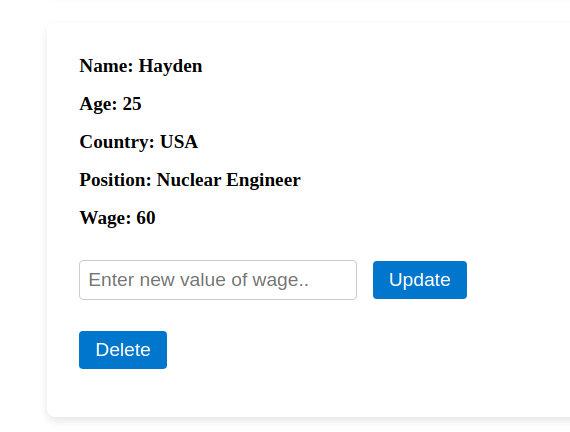 Name: Hayden
Age: 25
Country: USA
Position: Nuclear Engineer
Wage: 60
Enter new value of wage.. Update
Delete